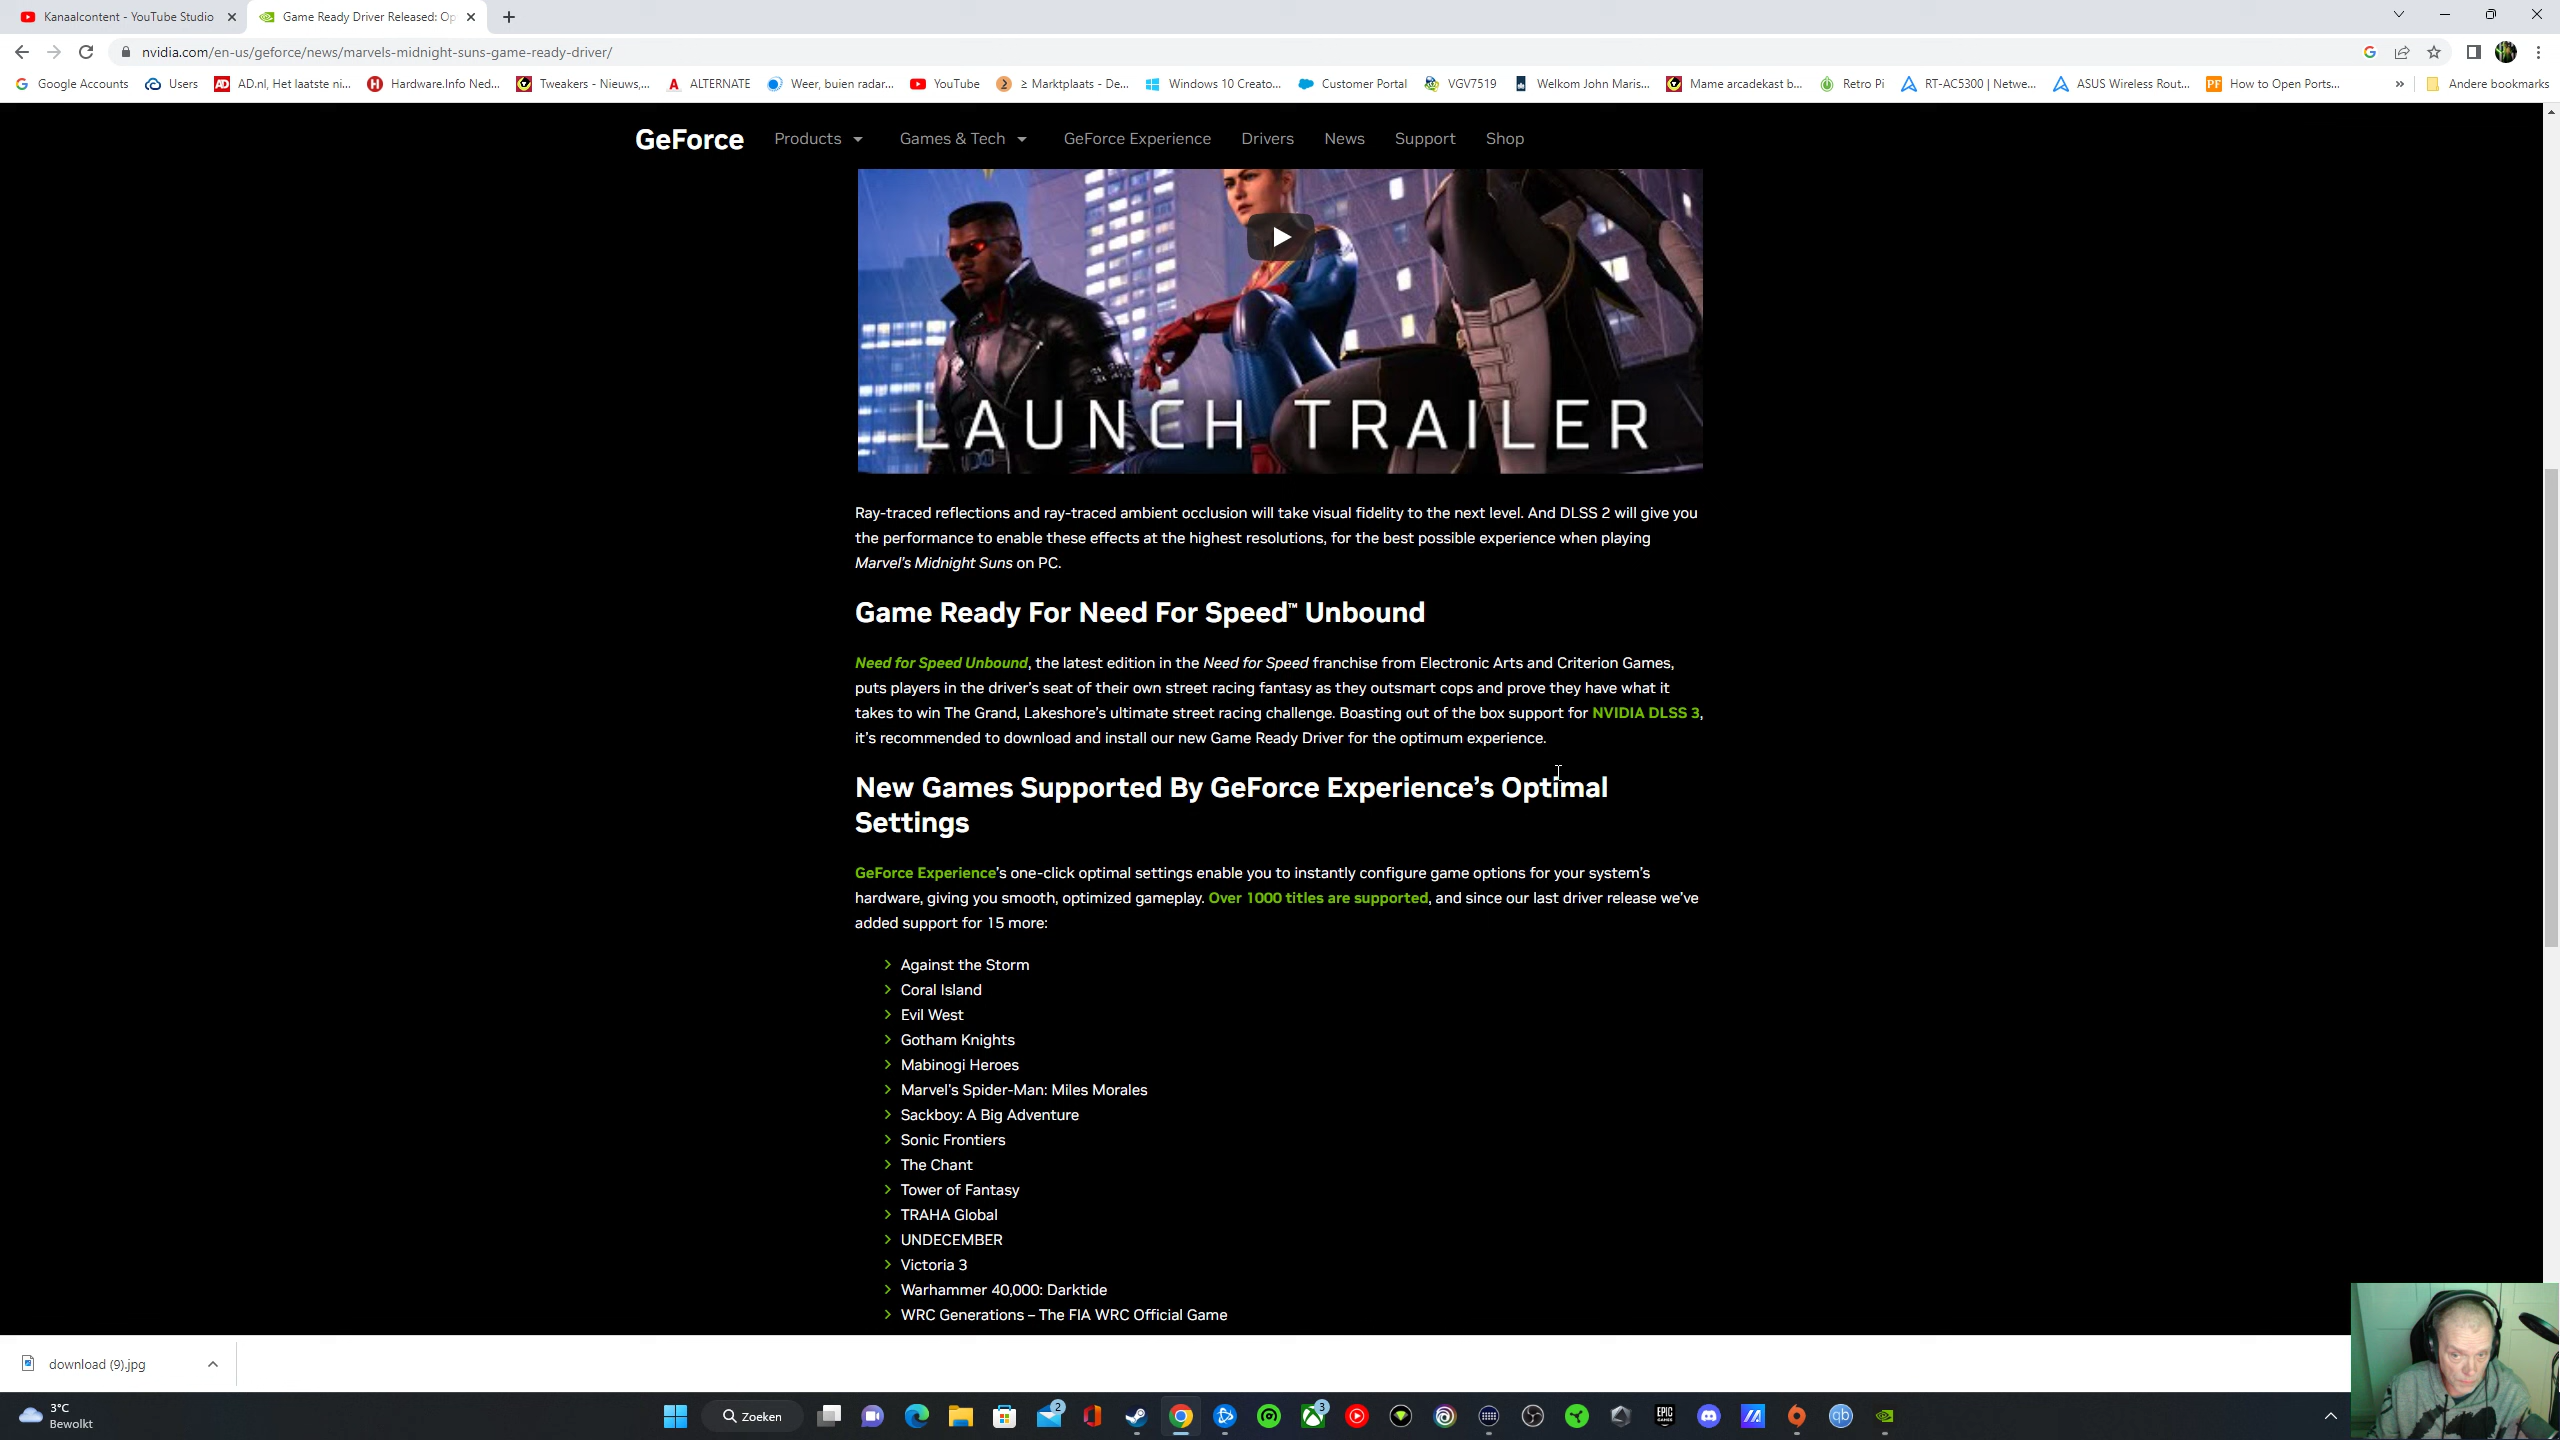 Kanaalcontent - YouTube Studio
Game Ready Driver Released: Op
nvidia.com/en-us/geforce/news/marvels-midnight-suns-game-ready-driver/
Google Accounts
Users
AD.nl, Het laatste ni...
Hardware.Info Ned...
Tweakers - Nieuws,...
ALTERNATE
Weer, buien radar...
YouTube
≥ Marktplaats - De...
Windows 10 Creato...
Customer Portal
VGV7519
Welkom John Maris...
Mame arcadekast b...
Retro Pi
RT-AC5300 | Netwe...
ASUS Wireless Rout...
How to Open Ports...
»
Andere bookmarks
GeForce
Products
Games & Tech
GeForce Experience
Drivers
News
Support
Shop
LAUNCH TRAILER
Ray-traced reflections and ray-traced ambient occlusion will take visual fidelity to the next level. And DLSS 2 will give you
the performance to enable these effects at the highest resolutions, for the best possible experience when playing
Marvel's Midnight Suns on PC.
Game Ready For Need For Speed™ Unbound
Need for Speed Unbound, the latest edition in the Need for Speed franchise from Electronic Arts and Criterion Games,
puts players in the driver's seat of their own street racing fantasy as they outsmart cops and prove they have what it
takes to win The Grand, Lakeshore's ultimate street racing challenge. Boasting out of the box support for NVIDIA DLSS 3,
it's recommended to download and install our new Game Ready Driver for the optimum experience.
New Games Supported By GeForce Experience's Optimal
Settings
GeForce Experience's one-click optimal settings enable you to instantly configure game options for your system's
hardware, giving you smooth, optimized gameplay. Over 1000 titles are supported, and since our last driver release we've
added support for 15 more:
Against the Storm
Coral Island
Evil West
Gotham Knights
Mabinogi Heroes
Marvel's Spider-Man: Miles Morales
Sackboy: A Big Adventure
Sonic Frontiers
The Chant
Tower of Fantasy
TRAHA Global
UNDECEMBER
Victoria 3
Warhammer 40,000: Darktide
WRC Generations – The FIA WRC Official Game
download (9).jpg
3°C
Bewolkt
Zoeken
2
3
EPIC
GAMES
qb